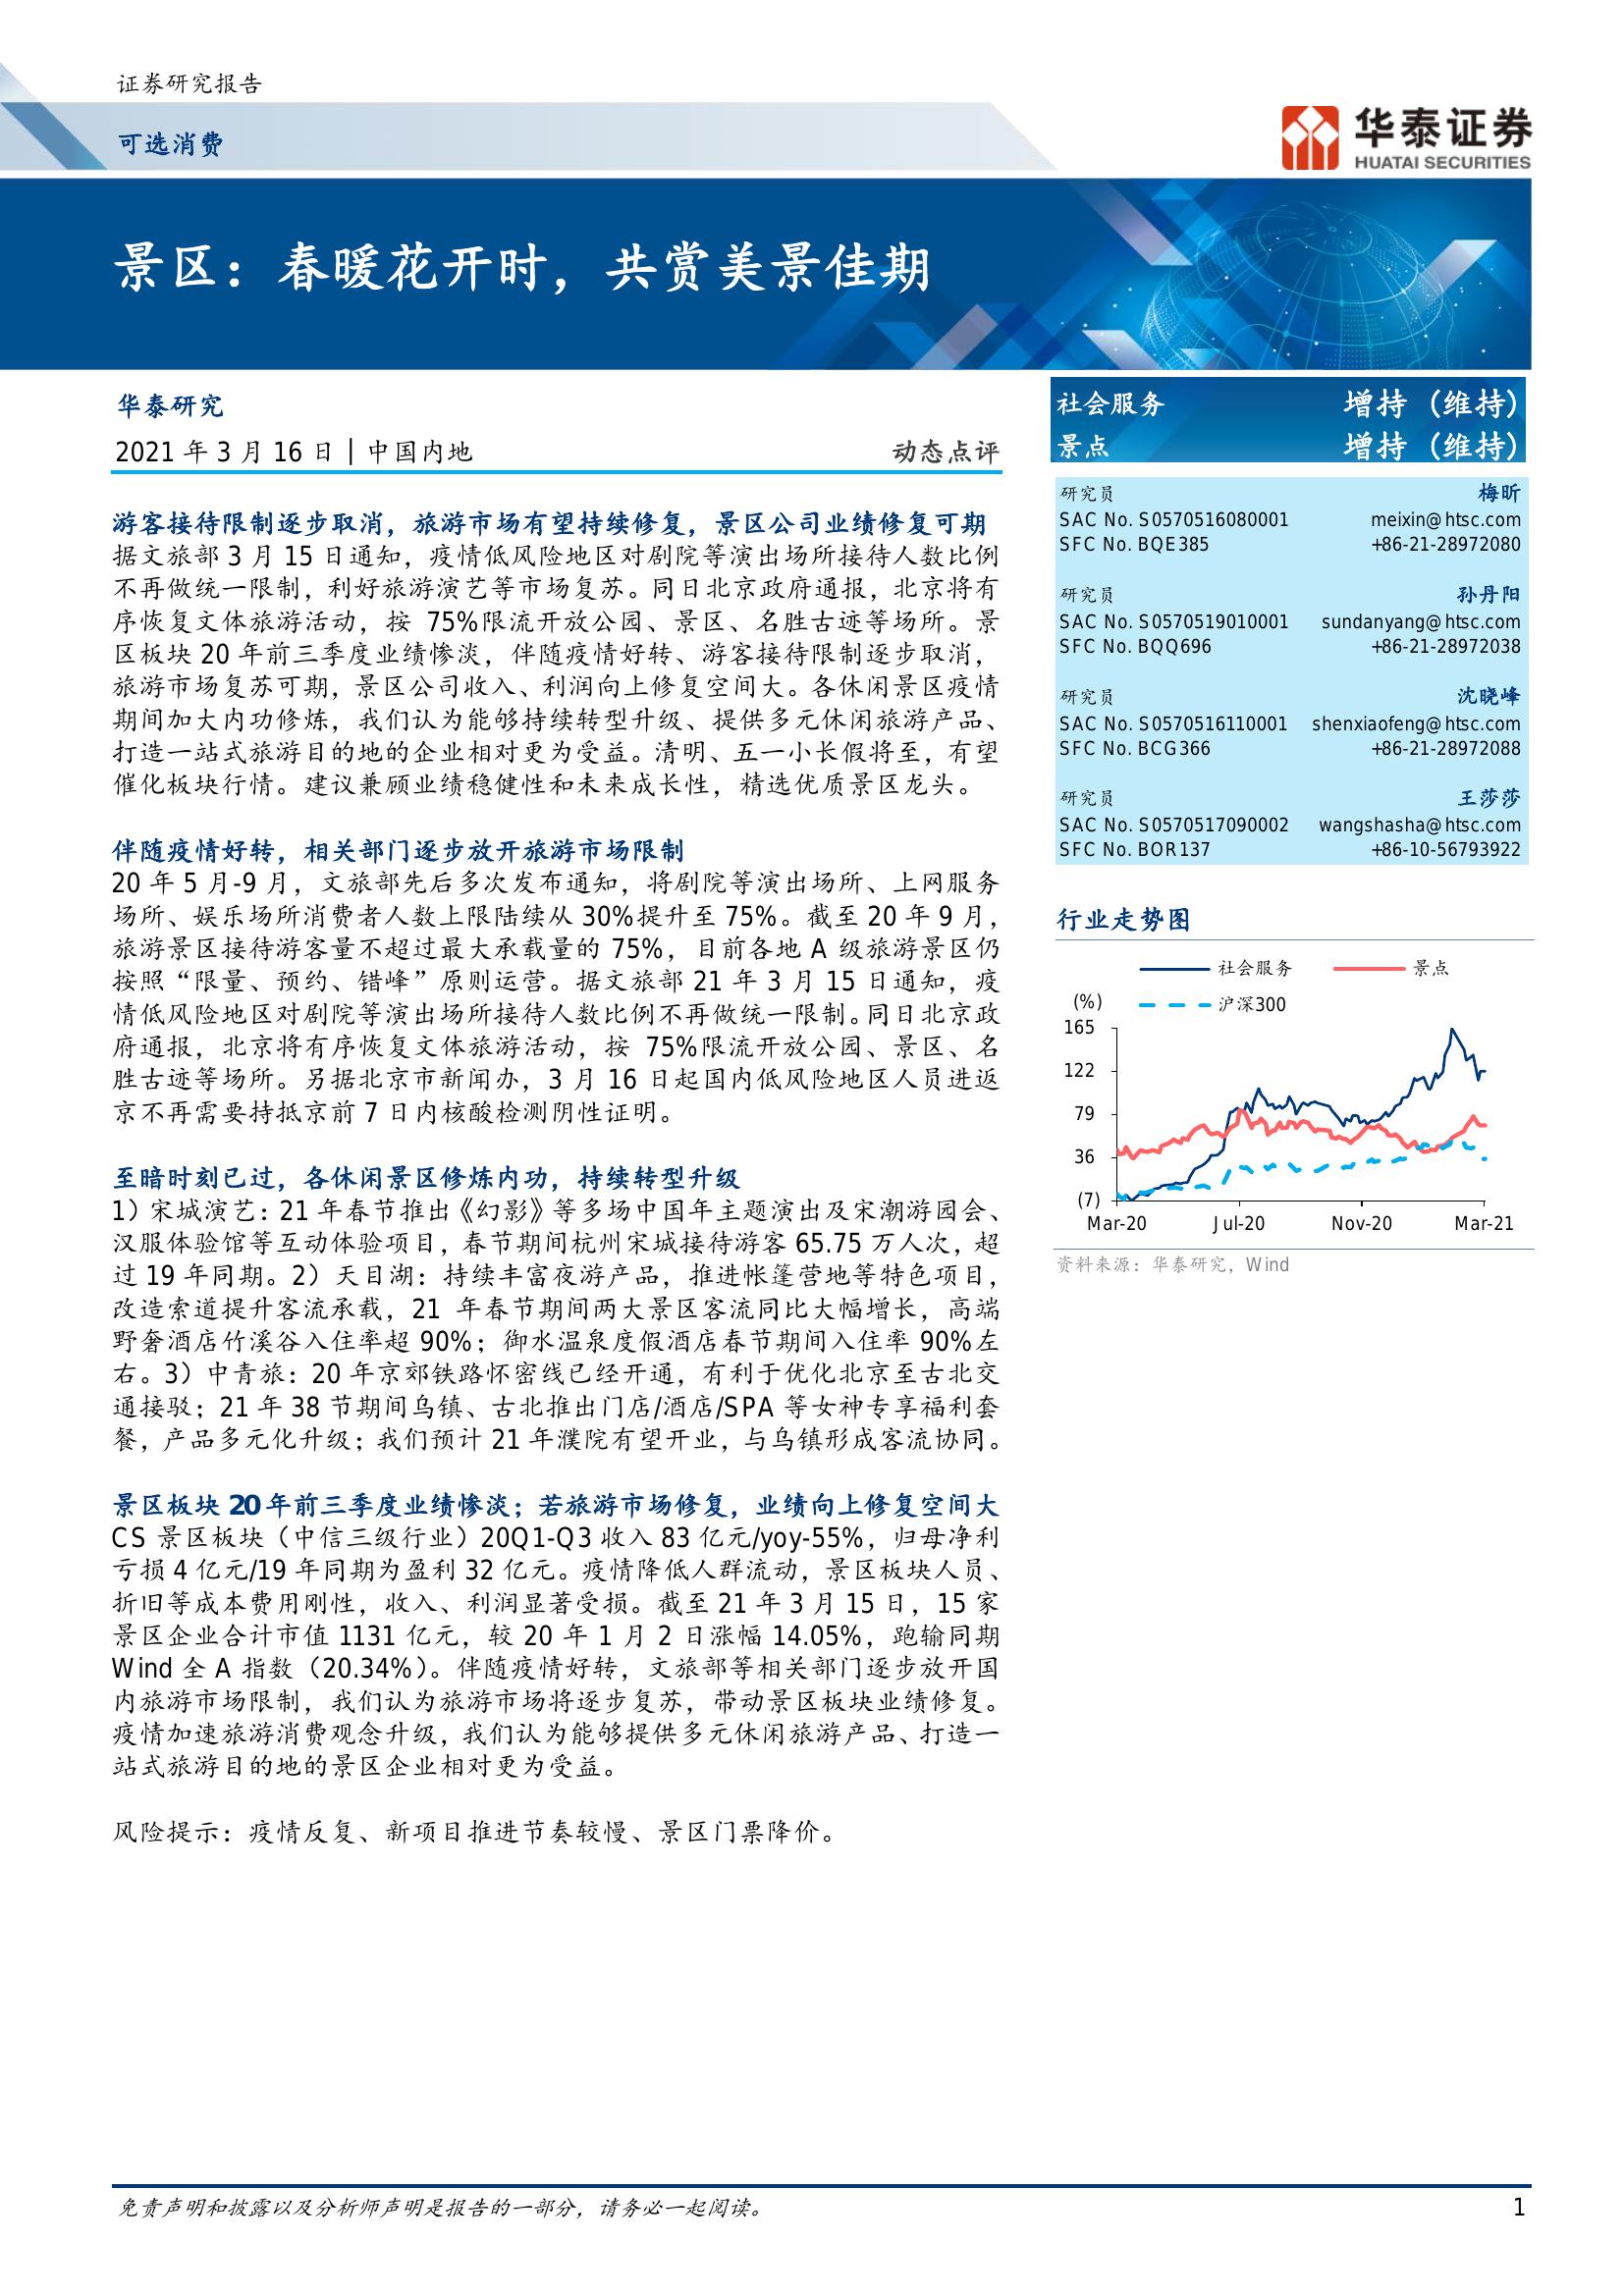 证券研究报告
可选消费
华泰证券
HUATAI SECURITIES
景区：春暖花开时，共赏美景佳期
华泰研究
2021 年 3 月 16 日│中国内地
动态点评
游客接待限制逐步取消，旅游市场有望持续修复，景区公司业绩修复可期
据文旅部 3 月 15 日通知，疫情低风险地区对剧院等演出场所接待人数比例
不再做统一限制，利好旅游演艺等市场复苏。同日北京政府通报，北京将有
序恢复文体旅游活动，按 75%限流开放公园、景区、名胜古迹等场所。景
区板块 20 年前三季度业绩惨淡，伴随疫情好转、游客接待限制逐步取消，
旅游市场复苏可期，景区公司收入、利润向上修复空间大。各休闲景区疫情
期间加大内功修炼，我们认为能够持续转型升级、提供多元休闲旅游产品、
打造一站式旅游目的地的企业相对更为受益。清明、五一小长假将至，有望
催化板块行情。建议兼顾业绩稳健性和未来成长性，精选优质景区龙头。
伴随疫情好转，相关部门逐步放开旅游市场限制
20 年 5 月-9 月，文旅部先后多次发布通知，将剧院等演出场所、上网服务
场所、娱乐场所消费者人数上限陆续从 30%提升至 75%。截至 20 年 9 月，
旅游景区接待游客量不超过最大承载量的 75%，目前各地 A 级旅游景区仍
按照“限量、预约、错峰”原则运营。据文旅部 21 年 3 月 15 日通知，疫
情低风险地区对剧院等演出场所接待人数比例不再做统一限制。同日北京政
府通报，北京将有序恢复文体旅游活动，按 75%限流开放公园、景区、名
胜古迹等场所。另据北京市新闻办，3 月 16 日起国内低风险地区人员进返
京不再需要持抵京前 7 日内核酸检测阴性证明。
至暗时刻已过，各休闲景区修炼内功，持续转型升级
1）宋城演艺：21 年春节推出《幻影》等多场中国年主题演出及宋潮游园会、
汉服体验馆等互动体验项目，春节期间杭州宋城接待游客 65.75 万人次，超
过 19 年同期。2）天目湖：持续丰富夜游产品，推进帐篷营地等特色项目，
改造索道提升客流承载，21 年春节期间两大景区客流同比大幅增长，高端
野奢酒店竹溪谷入住率超 90%；御水温泉度假酒店春节期间入住率 90%左
右。3）中青旅：20 年京郊铁路怀密线已经开通，有利于优化北京至古北交
通接驳；21 年 38 节期间乌镇、古北推出门店/酒店/SPA 等女神专享福利套
餐，产品多元化升级；我们预计 21 年濮院有望开业，与乌镇形成客流协同。
景区板块 20 年前三季度业绩惨淡；若旅游市场修复，业绩向上修复空间大
CS 景区板块（中信三级行业）20Q1-Q3 收入 83 亿元/yoy-55%，归母净利
亏损 4 亿元/19 年同期为盈利 32 亿元。疫情降低人群流动，景区板块人员、
折旧等成本费用刚性，收入、利润显著受损。截至 21 年 3 月 15 日，15 家
景区企业合计市值 1131 亿元，较 20 年 1 月 2 日涨幅 14.05%，跑输同期
Wind 全 A 指数（20.34%）。伴随疫情好转，文旅部等相关部门逐步放开国
内旅游市场限制，我们认为旅游市场将逐步复苏，带动景区板块业绩修复。
疫情加速旅游消费观念升级，我们认为能够提供多元休闲旅游产品、打造一
站式旅游目的地的景区企业相对更为受益。
风险提示：疫情反复、新项目推进节奏较慢、景区门票降价。
社会服务 增持（维持）
景点 增持（维持）
研究员 梅昕
SAC No. S0570516080001 meixin@htsc.com
SFC No. BQE385 +86-21-28972080
研究员 孙丹阳
SAC No. S0570519010001 sundanyang@htsc.com
SFC No. BQQ696 +86-21-28972038
研究员 沈晓峰
SAC No. S0570516110001 shenxiaofeng@htsc.com
SFC No. BCG366 +86-21-28972088
研究员 王莎莎
SAC No. S0570517090002 wangshasha@htsc.com
SFC No. BOR137 +86-10-56793922
行业走势图
社会服务 景点
(%) 沪深300
165
122
79
36
(7)
Mar-20 Jul-20 Nov-20 Mar-21
资料来源：华泰研究，Wind
免责声明和披露以及分析师声明是报告的一部分，请务必一起阅读。
1